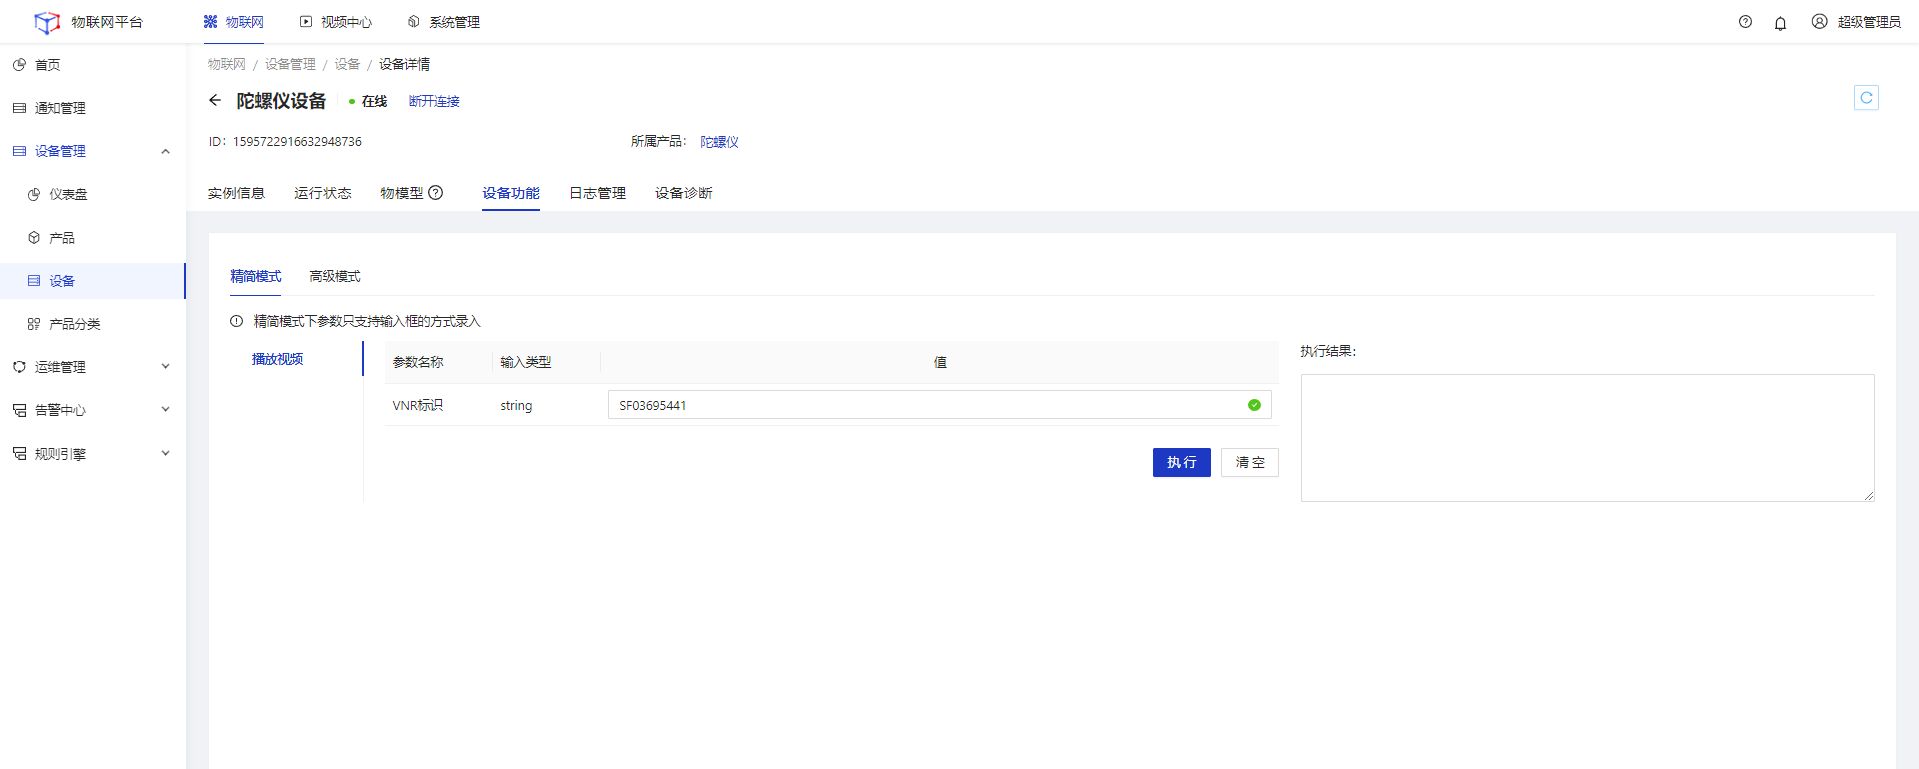 物联网平台
物联网
视频中心
系统管理
超级管理员
首页
通知管理
设备管理
仪表盘
产品
设备
产品分类
运维管理
告警中心
规则引擎
物联网 / 设备管理 / 设备 / 设备详情
陀螺仪设备
在线
断开连接
ID: 1595722916632948736
所属产品: 陀螺仪
实例信息
运行状态
物模型
设备功能
日志管理
设备诊断
精简模式
高级模式
精简模式下参数只支持输入框的方式录入
播放视频
参数名称
输入类型
值
VNR标识
string
SF03695441
执行
清空
执行结果: